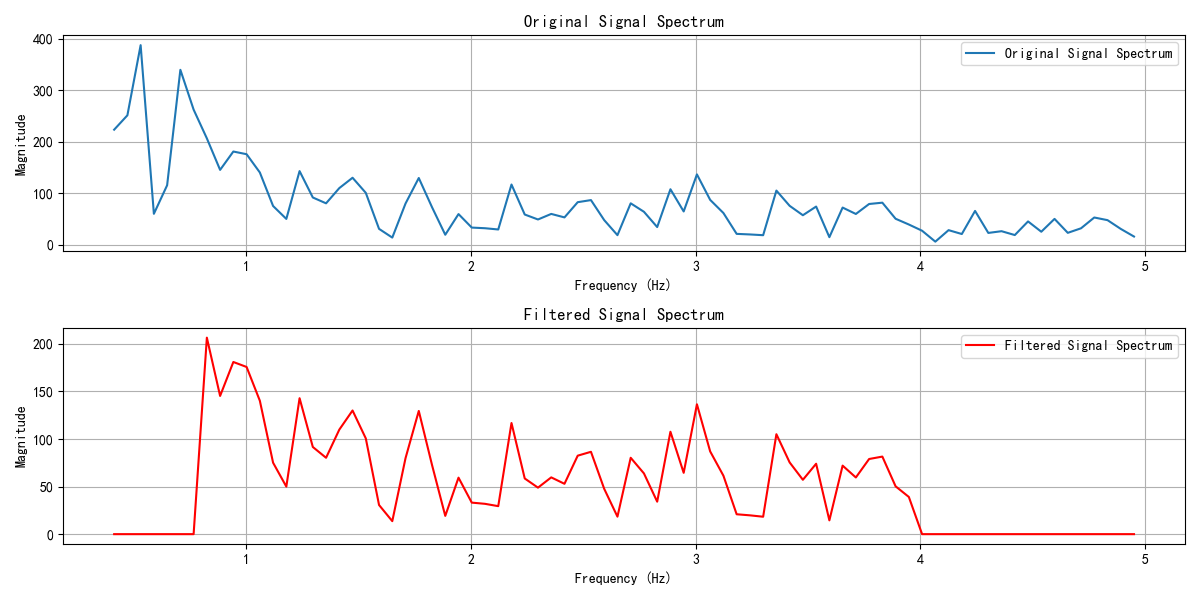 Original Signal Spectrum
400
300
200
100
0
Magnitude
Original Signal Spectrum
1 2 3 4 5
Frequency (Hz)
Filtered Signal Spectrum
200
150
100
50
0
Magnitude
Filtered Signal Spectrum
1 2 3 4 5
Frequency (Hz)